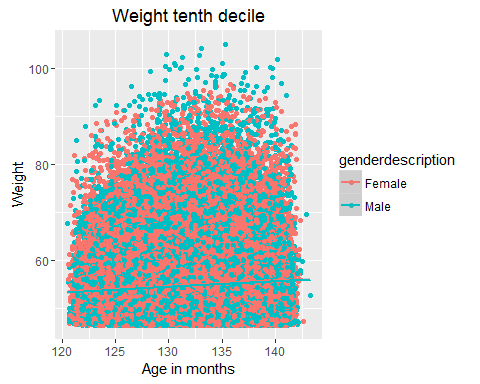 Weight tenth decile
100
80
60
Weight
120
125
130
135
140
Age in months
genderdescription
Female
Male